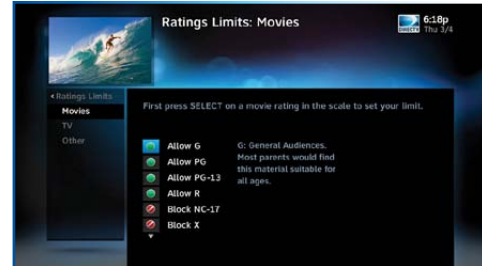 Ratings Limits: Movies
DIRECTV
6:18p
Thu 3/4
Ratings Limits
Movies
TV
Other
First press SELECT on a movie rating in the scale to set your limit.
Allow G
Allow PG
Allow PG-13
Allow R
Block NC-17
Block X
G: General Audiences.
Most parents would find
this material suitable for
all ages.